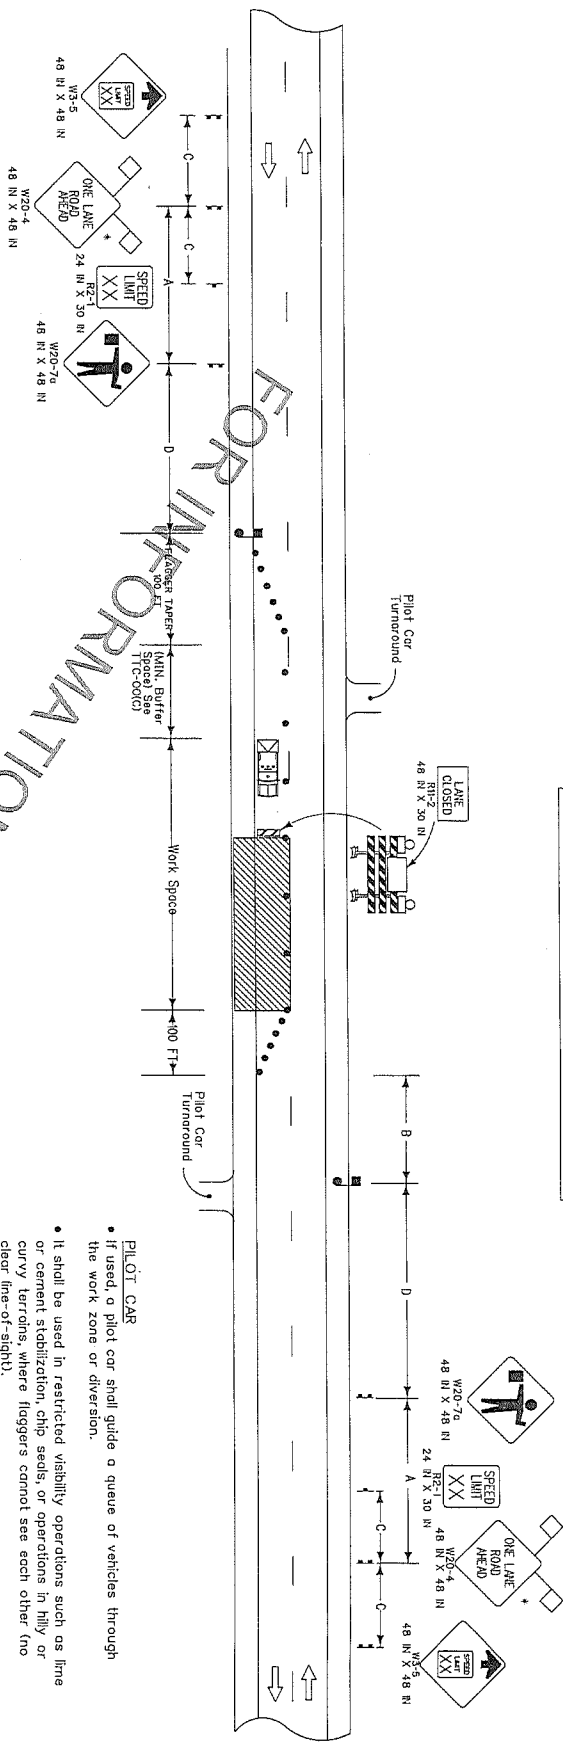 W3-5
48 IN X 48 IN
SPEED
LIMIT
XX
C
W20-4
48 IN X 48 IN
ONE LANE
ROAD
AHEAD
*
C
A
R2-1
24 IN X 30 IN
SPEED
LIMIT
XX
W20-7a
48 IN X 48 IN
D
FLAGGER TAPER
100 FT
(MIN. Buffer
Space) See
TTC-00(C)
Work Space
100 FT
FOR INFORMATION
Pilot Car
Turnaround
LANE
CLOSED
R11-2
48 IN X 30 IN
Pilot Car
Turnaround
B
D
W20-7a
48 IN X 48 IN
A
SPEED
LIMIT
XX
R2-1
24 IN X 30 IN
C
ONE LANE
ROAD
AHEAD
*
W20-4
48 IN X 48 IN
C
SPEED
LIMIT
XX
W3-5
48 IN X 48 IN
PILOT CAR
• If used, a pilot car shall guide a queue of vehicles through
the work zone or diversion.
• It shall be used in restricted visibility operations such as lime
or cement stabilization, chip seals, or operations in hilly or
curvy terrains, where flaggers cannot see each other (no
clear line-of-sight).